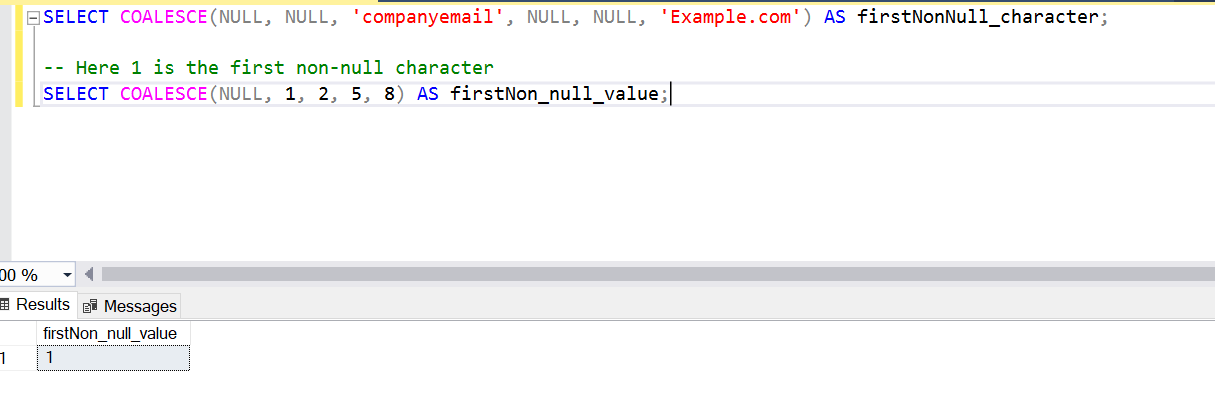 SELECT COALESCE(NULL, NULL, 'companyemail', NULL, NULL, 'Example.com') AS firstNonNull_character;
-- Here 1 is the first non-null character
SELECT COALESCE(NULL, 1, 2, 5, 8) AS firstNon_null_value;
00 %
Results Messages
firstNon_null_value
1 1